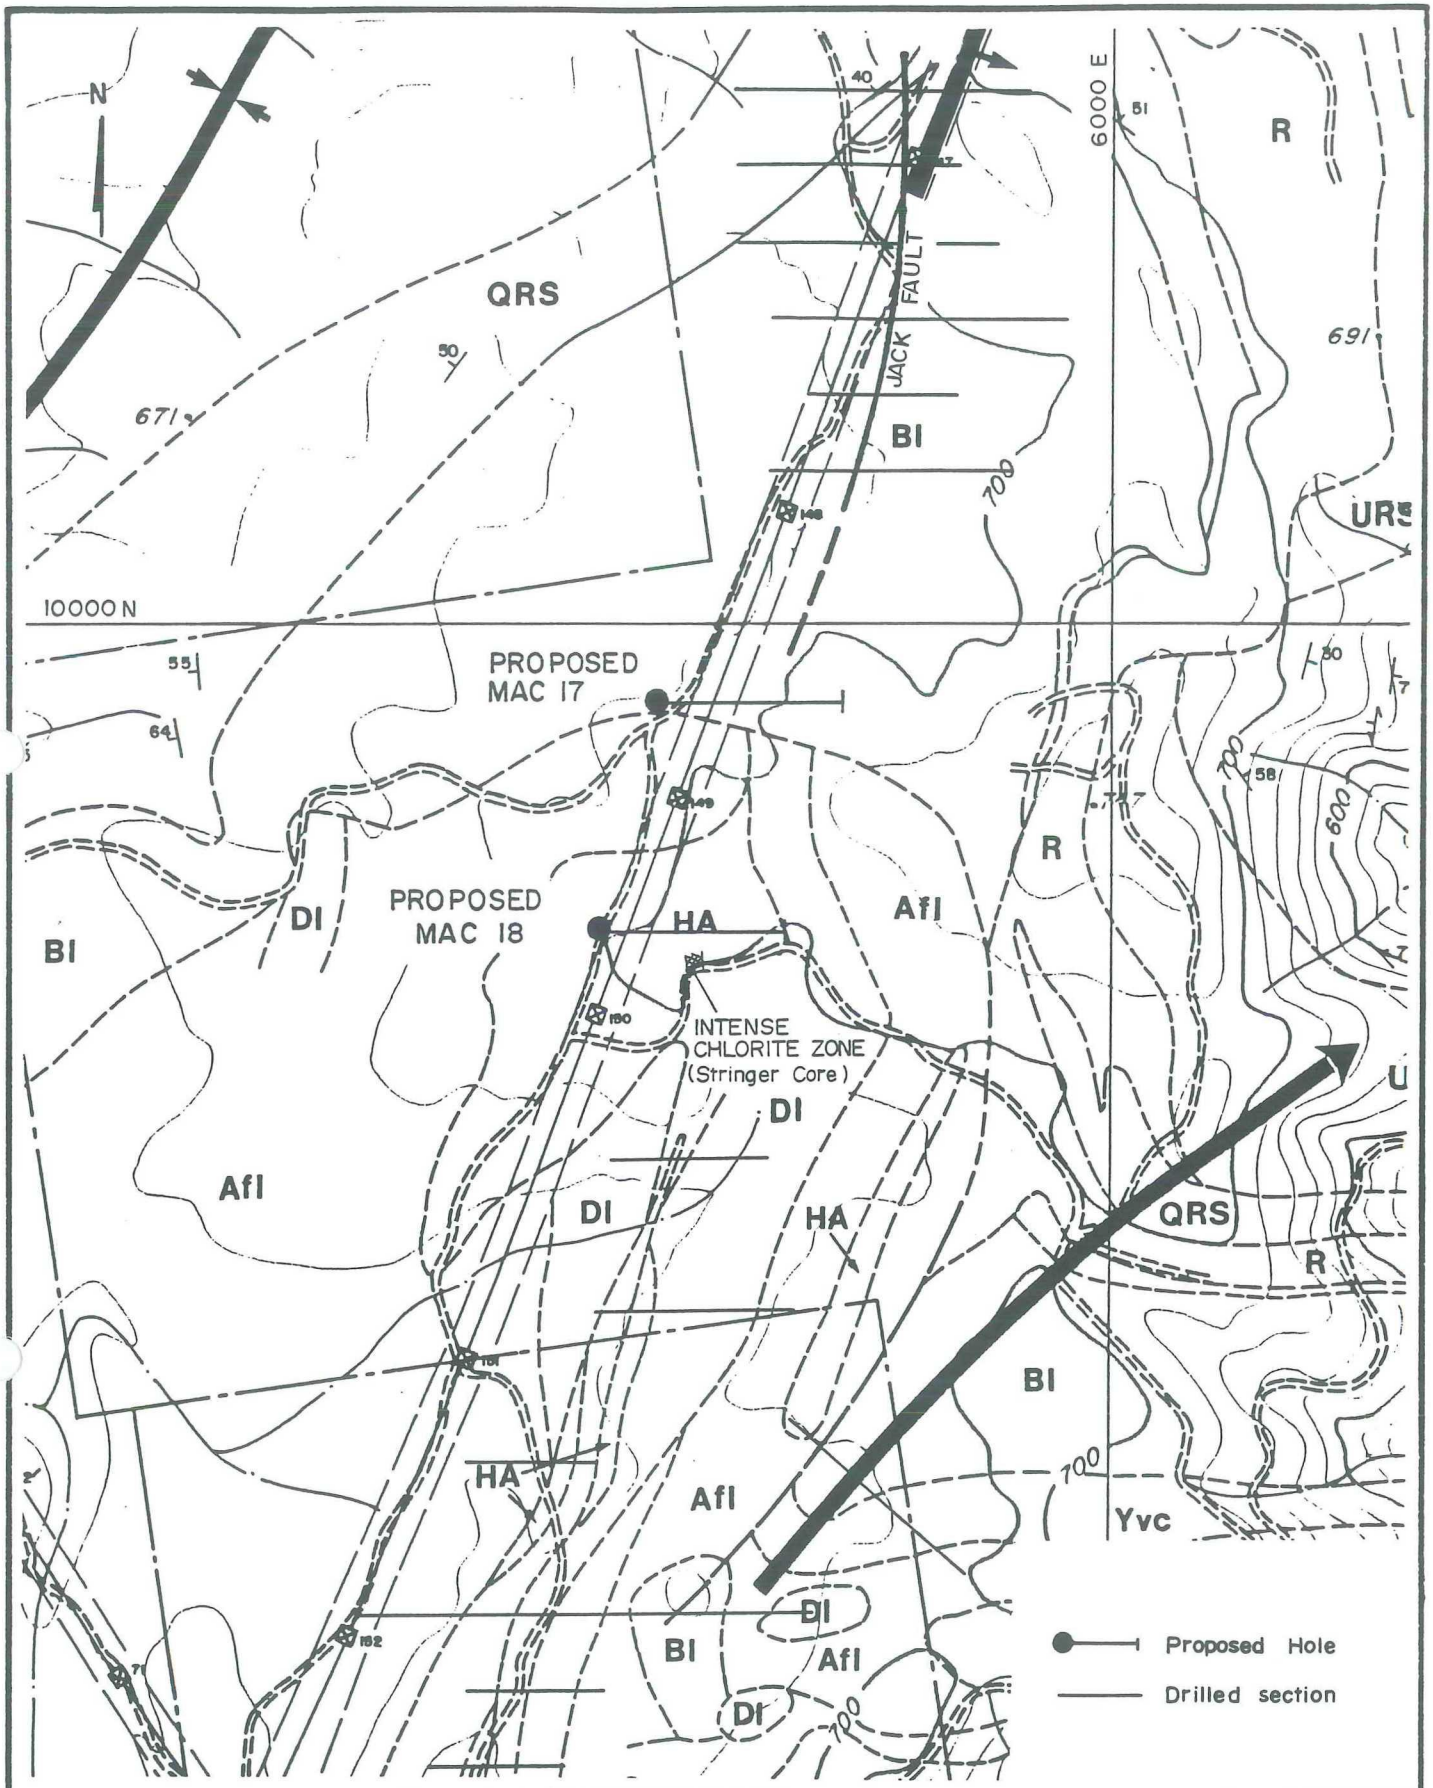 N
40
6000 E
51
R
147
QRS
FAULT
JACK
50
691
671
BI
700
148
URS
10000 N
55
PROPOSED
MAC 17
30
7
64
700
58
600
149
R
PROPOSED
MAC 18
DI
Afl
HA
BI
150
INTENSE
CHLORITE ZONE
(Stringer Core)
DI
U
Afl
DI
HA
QRS
R
151
BI
HA
700
Afl
Yvc
DI
152
BI
Afl
71
DI
700
Proposed Hole
Drilled section